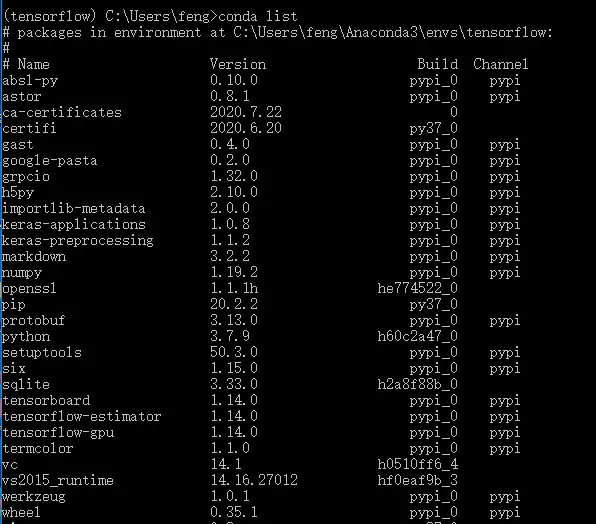 (tensorflow) C:\Users\feng>conda list
# packages in environment at C:\Users\feng\Anaconda3\envs\tensorflow:
#
# Name Version Build Channel
absl-py 0.10.0 pypi_0 pypi
astor 0.8.1 pypi_0 pypi
ca-certificates 2020.7.22 0
certifi 2020.6.20 py37_0
gast 0.4.0 pypi_0 pypi
google-pasta 0.2.0 pypi_0 pypi
grpcio 1.32.0 pypi_0 pypi
h5py 2.10.0 pypi_0 pypi
importlib-metadata 2.0.0 pypi_0 pypi
keras-applications 1.0.8 pypi_0 pypi
keras-preprocessing 1.1.2 pypi_0 pypi
markdown 3.2.2 pypi_0 pypi
numpy 1.19.2 pypi_0 pypi
openssl 1.1.1h he774522_0
pip 20.2.2 py37_0
protobuf 3.13.0 pypi_0 pypi
python 3.7.9 h60c2a47_0
setuptools 50.3.0 pypi_0 pypi
six 1.15.0 pypi_0 pypi
sqlite 3.33.0 h2a8f88b_0
tensorboard 1.14.0 pypi_0 pypi
tensorflow-estimator 1.14.0 pypi_0 pypi
tensorflow-gpu 1.14.0 pypi_0 pypi
termcolor 1.1.0 pypi_0 pypi
vc 14.1 h0510ff6_4
vs2015_runtime 14.16.27012 hf0eaf9b_3
werkzeug 1.0.1 pypi_0 pypi
wheel 0.35.1 pypi_0 pypi